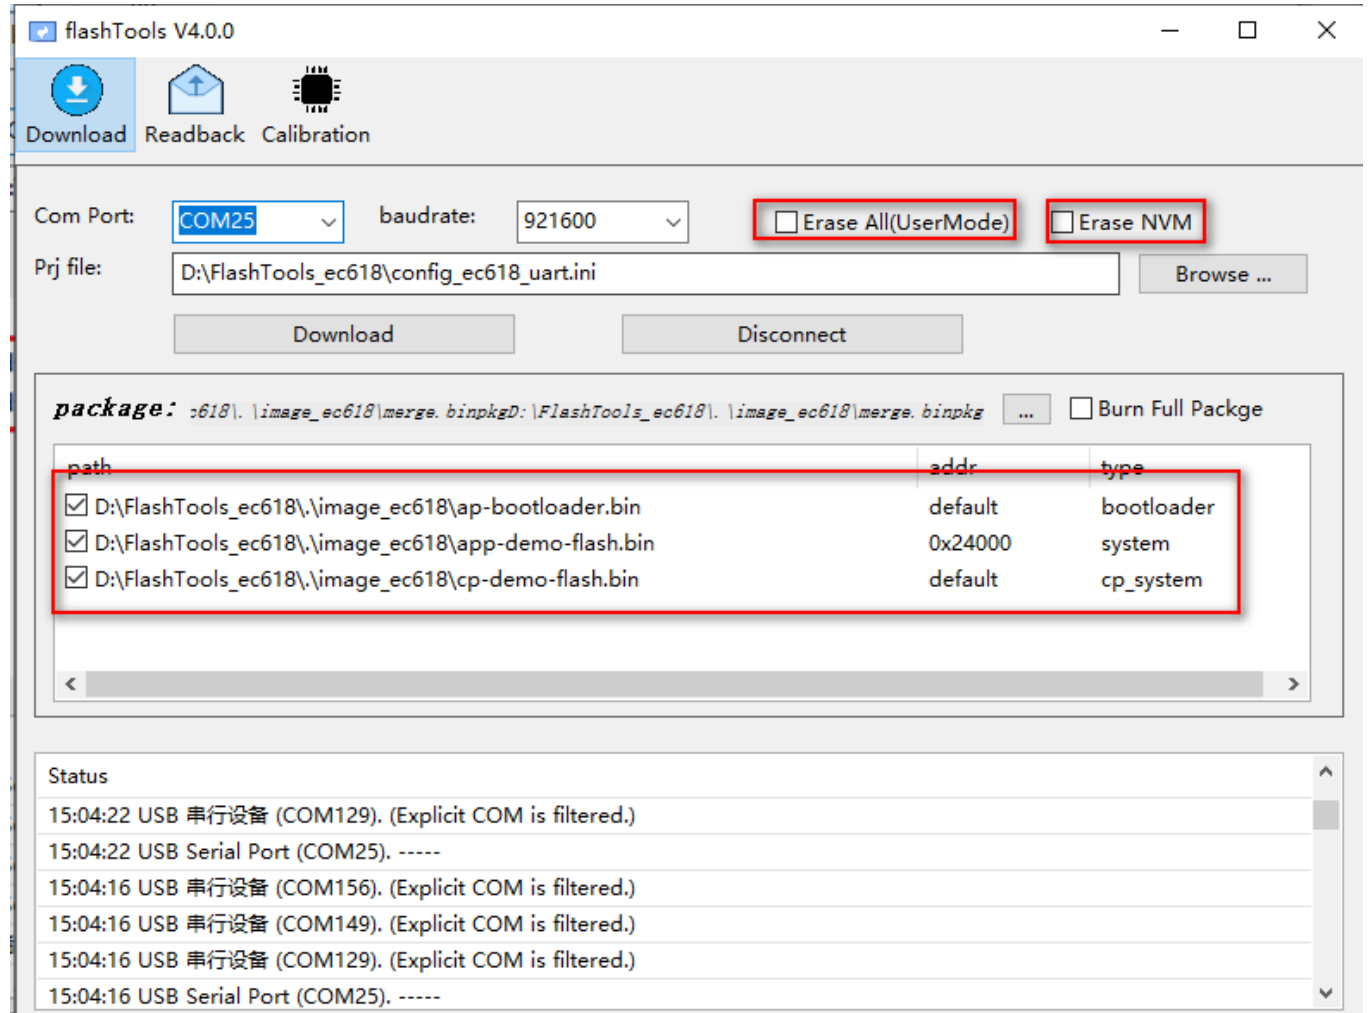 flashTools V4.0.0
Download Readback Calibration
Com Port: COM25 baudrate: 921600 Erase All(UserMode) Erase NVM
Prj file: D:\FlashTools_ec618\config_ec618_uart.ini Browse ...
Download Disconnect
package: c618\.\image_ec618\merge.binpkgD:\FlashTools_ec618\.\image_ec618\merge.binpkg ... Burn Full Packge
path addr type
D:\FlashTools_ec618\.\image_ec618\ap-bootloader.bin default bootloader
D:\FlashTools_ec618\.\image_ec618\app-demo-flash.bin 0x24000 system
D:\FlashTools_ec618\.\image_ec618\cp-demo-flash.bin default cp_system
Status
15:04:22 USB 串行设备 (COM129). (Explicit COM is filtered.)
15:04:22 USB Serial Port (COM25). -----
15:04:16 USB 串行设备 (COM156). (Explicit COM is filtered.)
15:04:16 USB 串行设备 (COM149). (Explicit COM is filtered.)
15:04:16 USB 串行设备 (COM129). (Explicit COM is filtered.)
15:04:16 USB Serial Port (COM25). -----